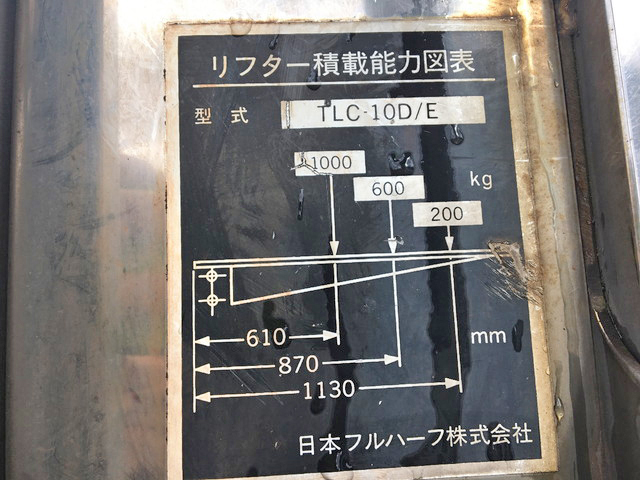 リフター積載能力図表
型式 TLC-10D/E
1000
600 kg
200
610 mm
870
1130
日本フルハーフ株式会社